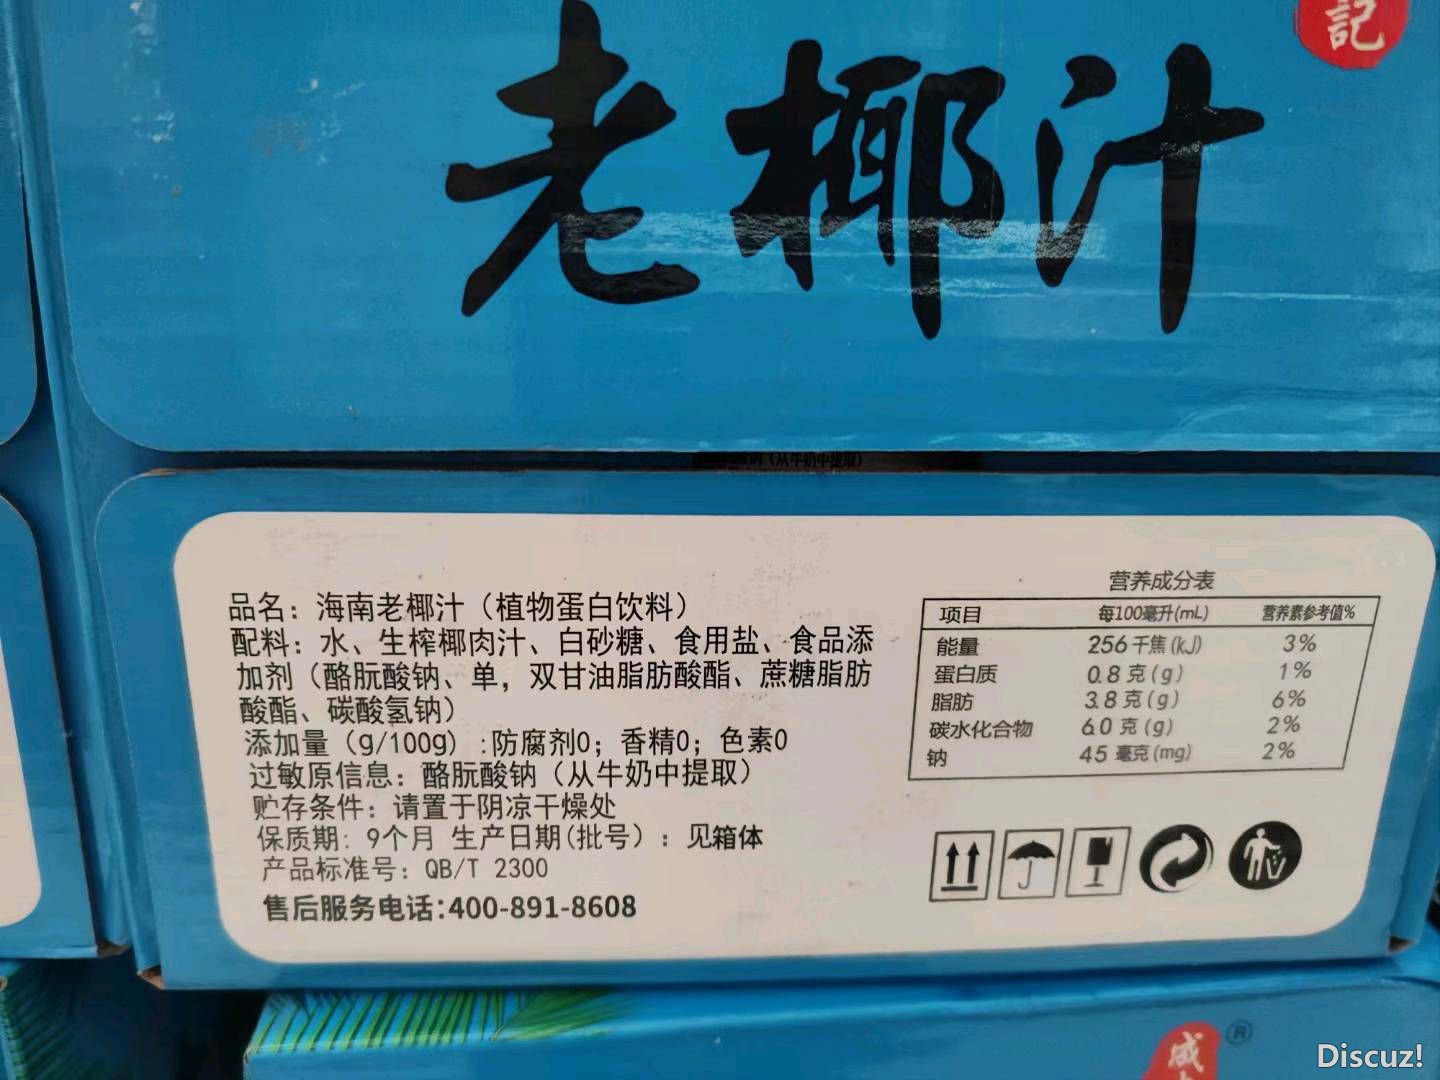 記
老椰汁
(从牛奶中提取)
品名：海南老椰汁（植物蛋白饮料）
配料：水、生榨椰肉汁、白砂糖、食用盐、食品添
加剂（酪朊酸钠、单，双甘油脂肪酸酯、蔗糖脂肪
酸酯、碳酸氢钠）
添加量（g/100g）:防腐剂0；香精0；色素0
过敏原信息：酪朊酸钠（从牛奶中提取）
贮存条件：请置于阴凉干燥处
保质期：9个月 生产日期(批号）：见箱体
产品标准号：QB/T 2300
售后服务电话:400-891-8608
营养成分表
项目 每100毫升(mL) 营养素参考值%
能量 256千焦(kJ) 3%
蛋白质 0.8克(g) 1%
脂肪 3.8克(g) 6%
碳水化合物 6.0克(g) 2%
钠 45毫克(mg) 2%
®
Discuz!